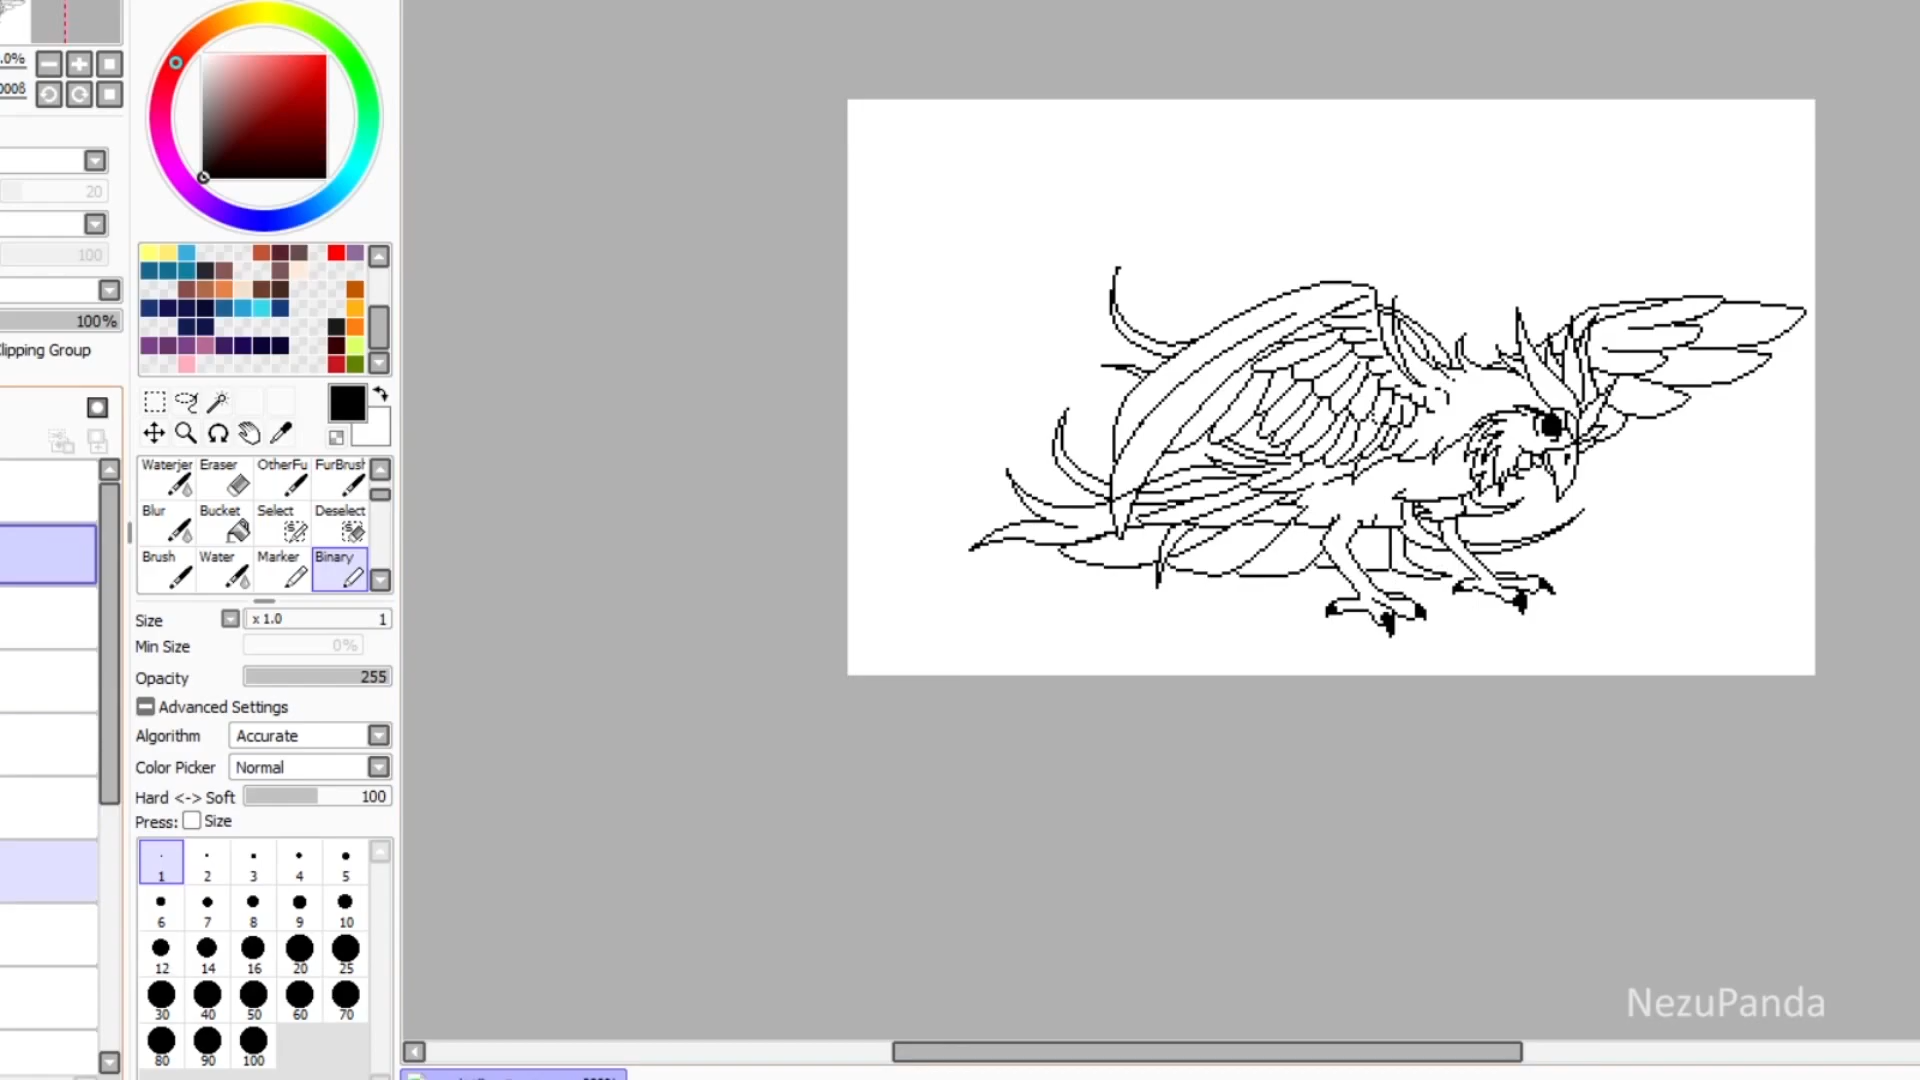 .0%
0008
20
100
100%
lipping Group
Waterjer Eraser OtherFu FurBrush
Blur Bucket Select Deselect
Brush Water Marker Binary
Size x 1.0 1
Min Size 0%
Opacity 255
Advanced Settings
Algorithm Accurate
Color Picker Normal
Hard <-> Soft 100
Press: Size
1 2 3 4 5
6 7 8 9 10
12 14 16 20 25
30 40 50 60 70
80 90 100
NezuPanda